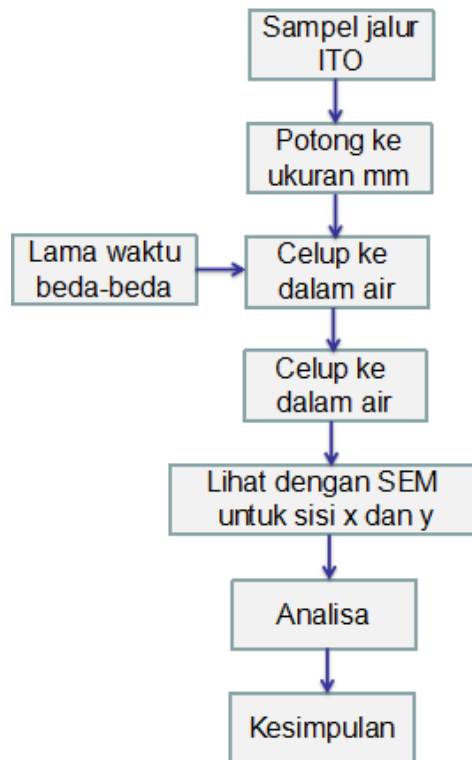 Sampel jalur
ITO
Potong ke
ukuran mm
Lama waktu
beda-beda
Celup ke
dalam air
Celup ke
dalam air
Lihat dengan SEM
untuk sisi x dan y
Analisa
Kesimpulan